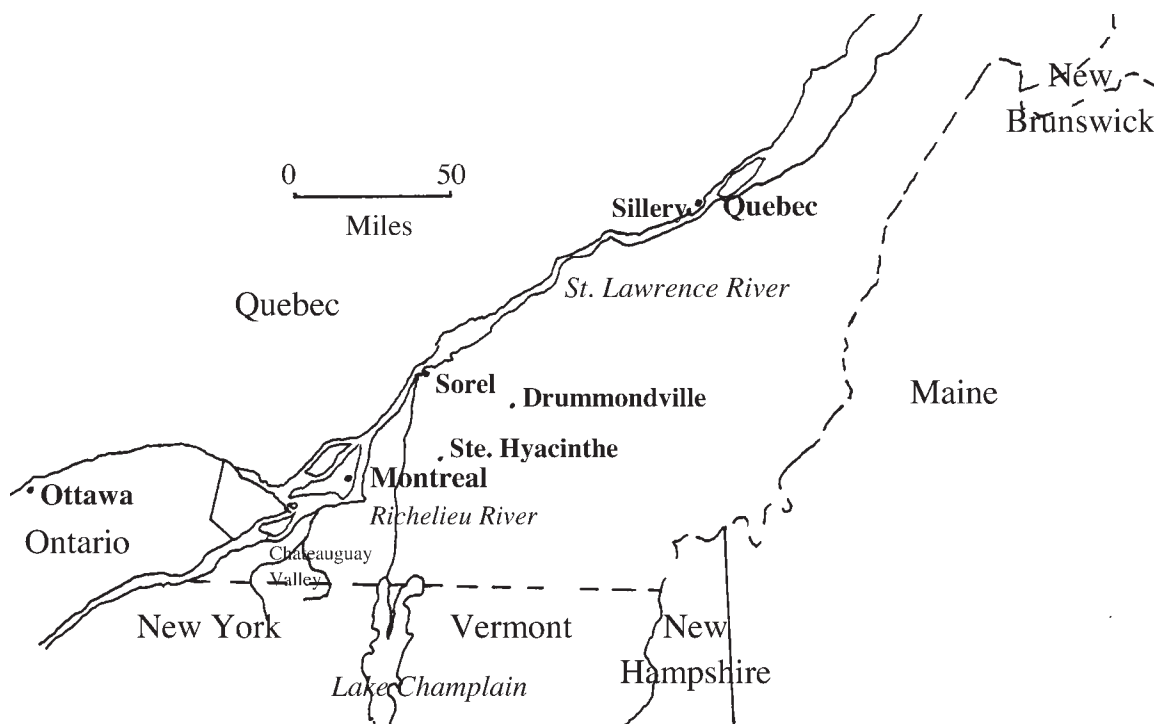 New
Brunswick
0 50
Miles
Sillery
Quebec
St. Lawrence River
Quebec
Sorel
Drummondville
Maine
Ste. Hyacinthe
Montreal
Ottawa
Richelieu River
Ontario
Chateauguay
Valley
New York
Vermont
New
Hampshire
Lake Champlain